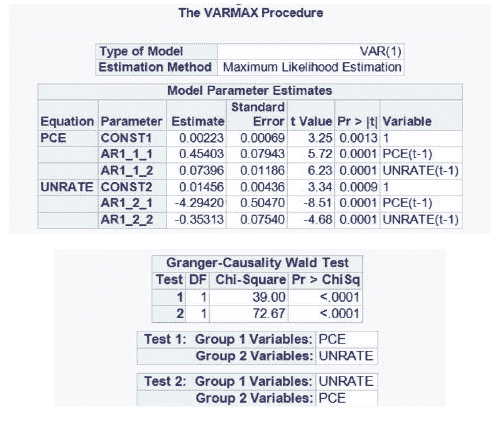 The VARMAX Procedure
Type of Model VAR(1)
Estimation Method Maximum Likelihood Estimation
Model Parameter Estimates
Equation Parameter Estimate Standard Error t Value Pr > |t| Variable
PCE CONST1 0.00223 0.00069 3.25 0.0013 1
AR1_1_1 0.45403 0.07943 5.72 0.0001 PCE(t-1)
AR1_1_2 0.07396 0.01186 6.23 0.0001 UNRATE(t-1)
UNRATE CONST2 0.01456 0.00436 3.34 0.0009 1
AR1_2_1 -4.29420 0.50470 -8.51 0.0001 PCE(t-1)
AR1_2_2 -0.35313 0.07540 -4.68 0.0001 UNRATE(t-1)
Granger-Causality Wald Test
Test DF Chi-Square Pr > ChiSq
1 1 39.00 <.0001
2 1 72.67 <.0001
Test 1: Group 1 Variables: PCE
Group 2 Variables: UNRATE
Test 2: Group 1 Variables: UNRATE
Group 2 Variables: PCE